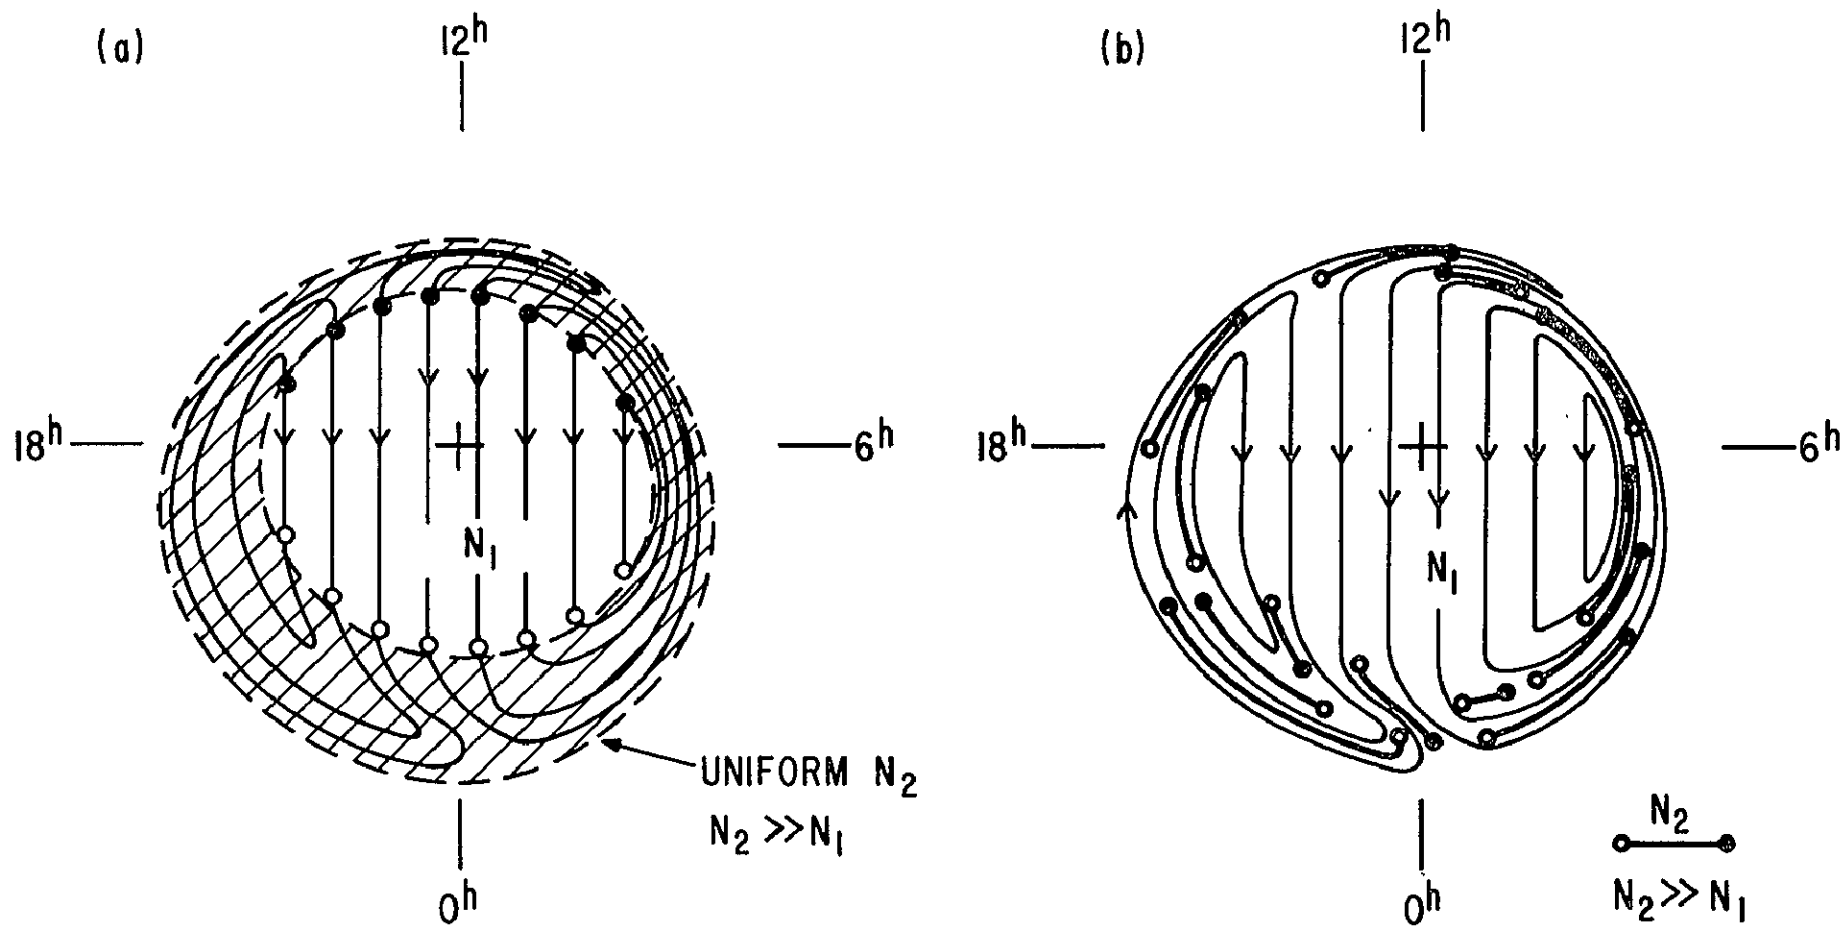 (a)
12ʰ
18ʰ
6ʰ
N₁
UNIFORM N₂
N₂ >> N₁
0ʰ
(b)
12ʰ
18ʰ
6ʰ
N₁
N₂
N₂ >> N₁
0ʰ